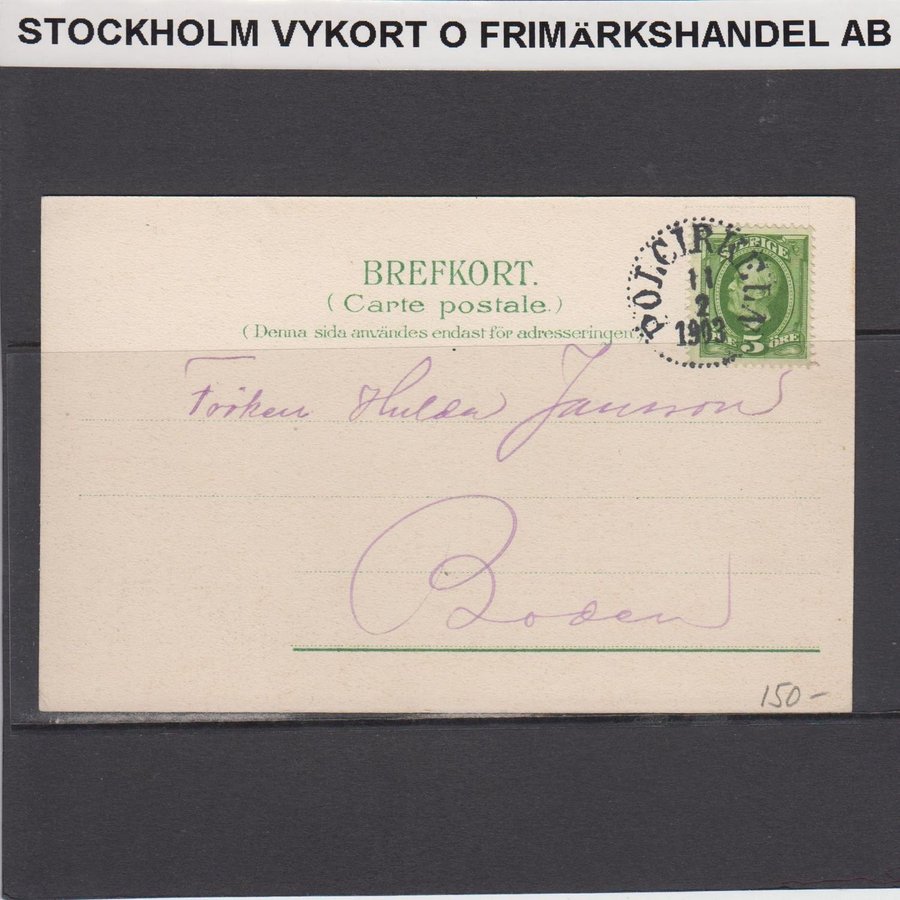 STOCKHOLM VYKORT O FRIMÄRKSHANDEL AB
BREFKORT.
(Carte postale.)
(Denna sida användes endast för adresseringen
POLCIRKELN
11
2
1903
SVERIGE
5
ÖRE
Fröken Hulda Jansson
Boden
150-